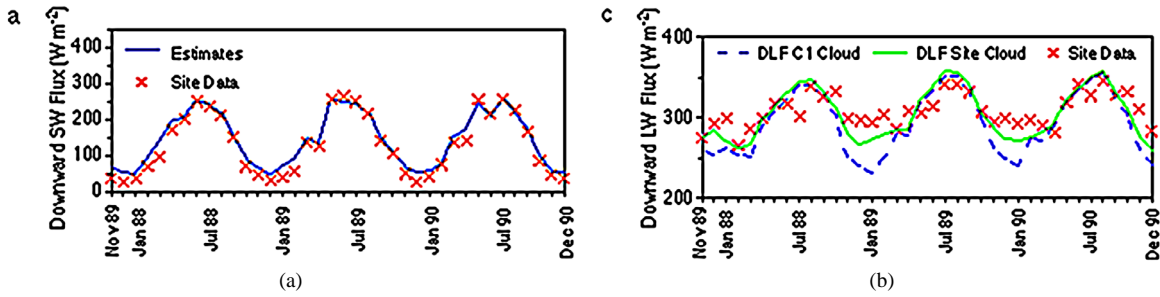 a
Downward SW Flux (Wm-2)
450
400
300
200
100
0
Estimates
Site Data
Nov 89
Jan 88
Jul 88
Jan 89
Jul 89
Jan 90
Jul 90
Dec 90
(a)
c
Downward LW Flux (Wm-2)
400
300
200
DLF C1 Cloud
DLF Site Cloud
Site Data
Nov 89
Jan 88
Jul 88
Jan 89
Jul 89
Jan 90
Jul 90
Dec 90
(b)